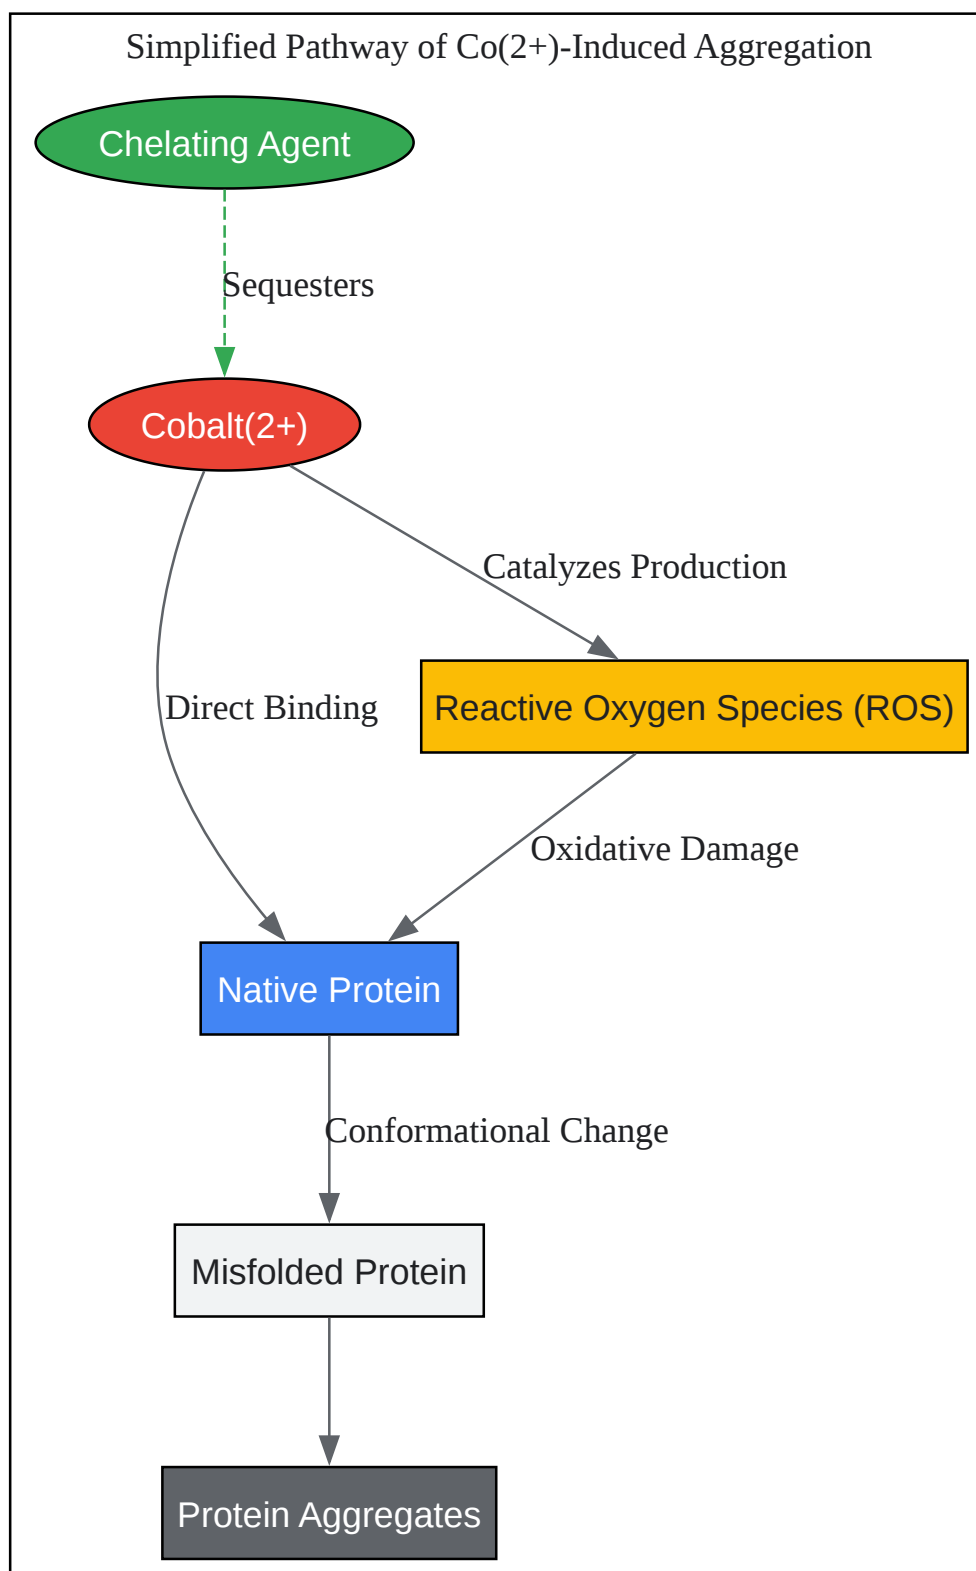 Simplified Pathway of Co(2+)-Induced Aggregation
Chelating Agent
Sequesters
Cobalt(2+)
Catalyzes Production
Direct Binding
Reactive Oxygen Species (ROS)
Oxidative Damage
Native Protein
Conformational Change
Misfolded Protein
Protein Aggregates